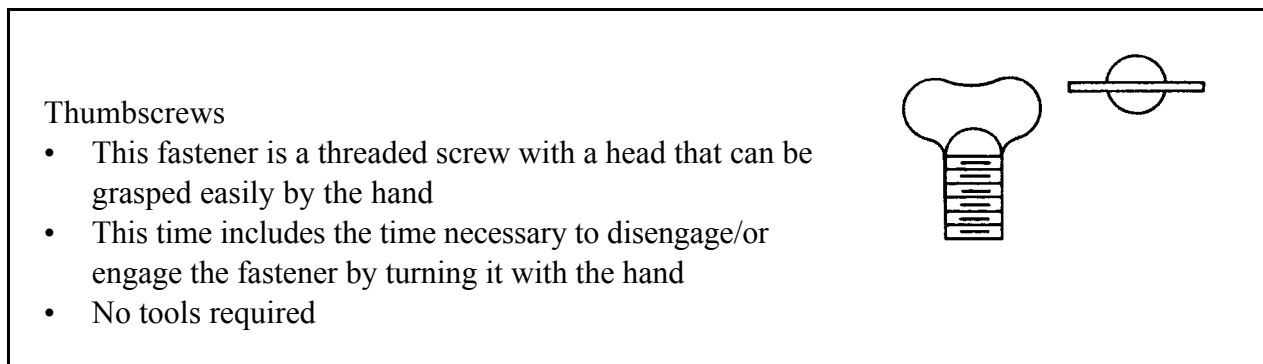 Thumbscrews
• This fastener is a threaded screw with a head that can be
grasped easily by the hand
• This time includes the time necessary to disengage/or
engage the fastener by turning it with the hand
• No tools required